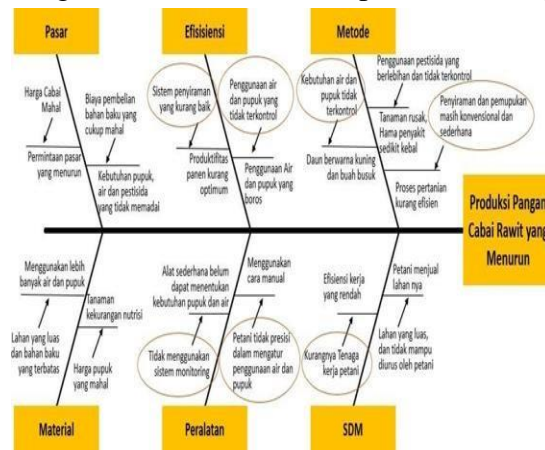 Pasar
Efisisiensi
Metode
Harga Cabai
Mahal
Permintaan pasar
yang menurun
Biaya pembelian
bahan baku yang
cukup mahal
Kebutuhan pupuk,
air dan pestisida
yang tidak memadai
Sistem penyiraman
yang kurang baik
Produktilitas
panen kurang
optimum
Penggunaan air
dan pupuk yang
tidak terkontrol
Penggunaan Air
dan pupuk yang
boros
Kebutuhan air dan
pupuk tidak
terkontrol
Daun berwarna kuning
dan buah busuk
Penggunaan pestisida yang
berlebihan dan tidak terkontrol
Tanaman rusak,
Hama penyakit
sedikit kebal
Penyiraman dan pemupukan
masih konvensional dan
sederhana
Proses pertanian
kurang efisien
Produksi Pangan
Cabai Rawit yang
Menurun
Menggunakan lebih
banyak air dan pupuk
Lahan yang luas
dan bahan baku
yang terbatas
Tanaman
kekurangan nutrisi
Harga pupuk
yang mahal
Alat sederhana belum
dapat menentukan
kebutuhan pupuk dan air
Tidak menggunakan
sistem monitoring
Menggunakan
cara manual
Petani tidak presisi
dalam mengatur
penggunaan air dan
pupuk
Efisiensi kerja
yang rendah
Kurangnya Tenaga
kerja petani
Petani menjual
lahan nya
Lahan yang luas,
dan tidak mampu
diurus oleh petani
Material
Peralatan
SDM